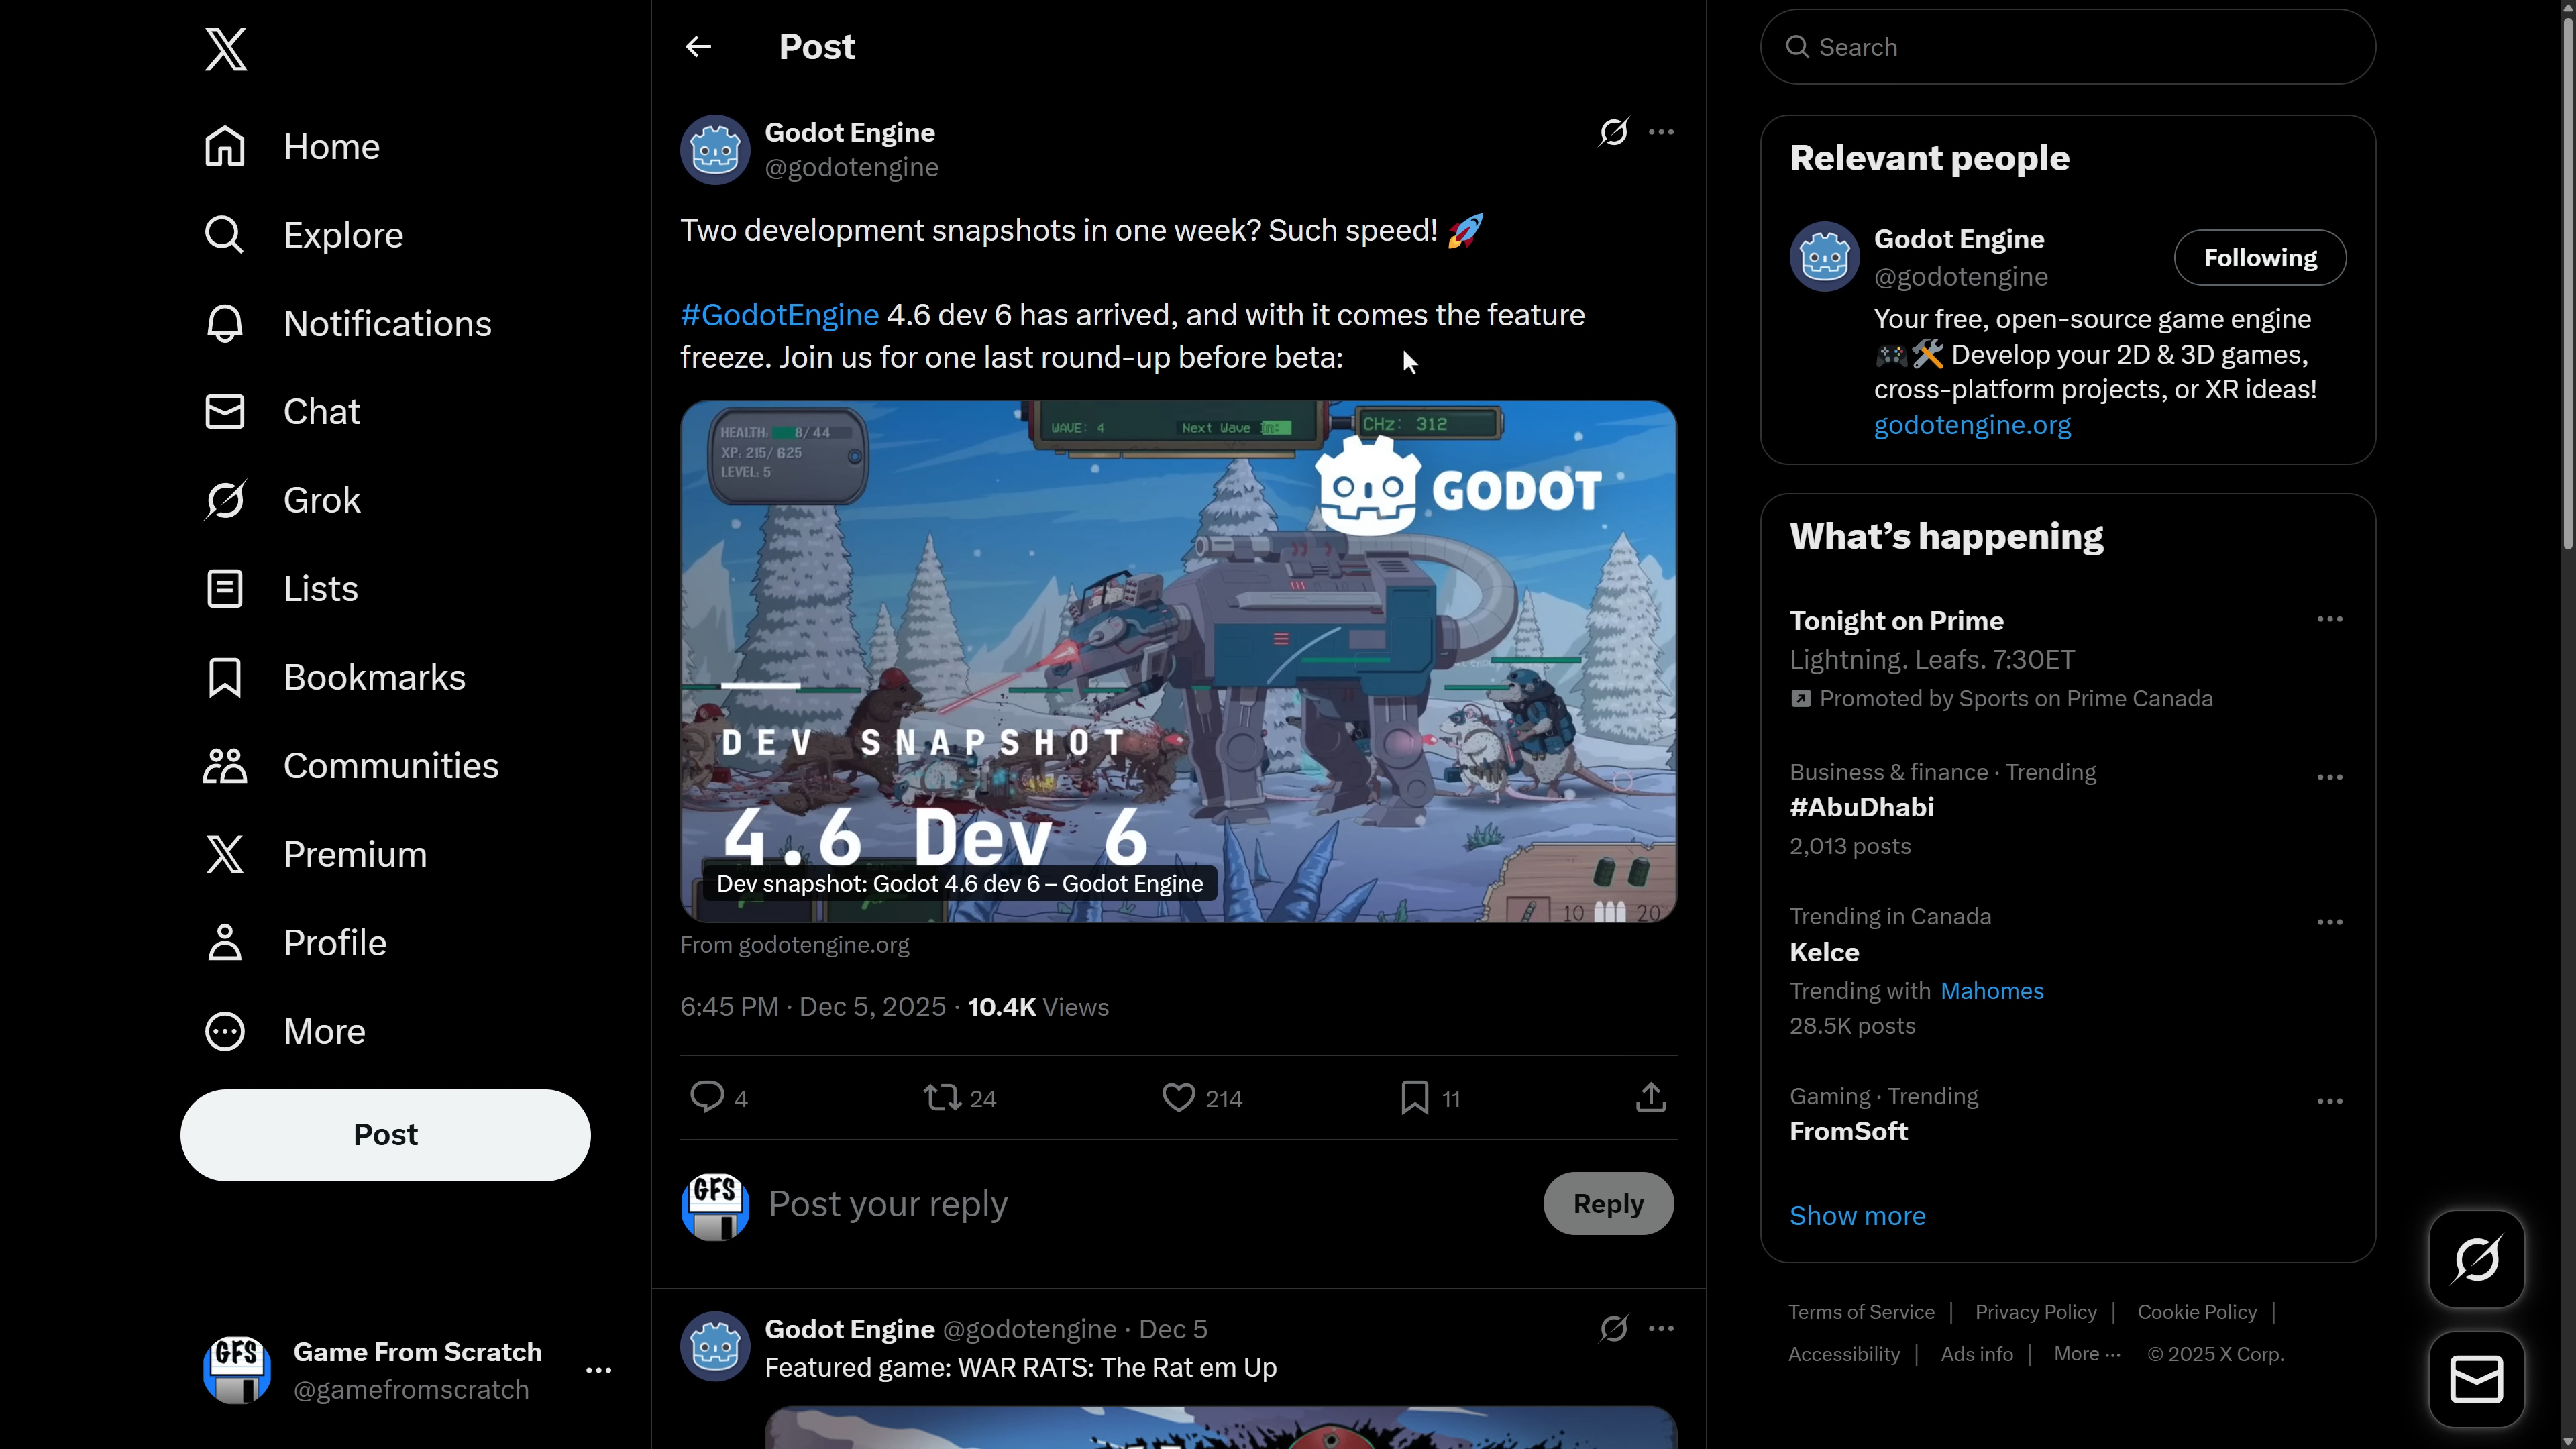 Home
Explore
Notifications
Chat
Grok
Lists
Bookmarks
Communities
Premium
Profile
More
Post
GFS
Game From Scratch
@gamefromscratch
Post
Godot Engine
@godotengine
Two development snapshots in one week? Such speed! 🚀
#GodotEngine 4.6 dev 6 has arrived, and with it comes the feature
freeze. Join us for one last round-up before beta:
HEALTH: 8/44
XP: 215/625
LEVEL: 5
WAVE: 4
Next Wave In:
CHz: 312
GODOT
DEV SNAPSHOT
4.6 Dev 6
Dev snapshot: Godot 4.6 dev 6 – Godot Engine
10
20
From godotengine.org
6:45 PM · Dec 5, 2025 · 10.4K Views
4
24
214
11
GFS
Post your reply
Reply
Godot Engine @godotengine · Dec 5
Featured game: WAR RATS: The Rat em Up
Search
Relevant people
Godot Engine
@godotengine
Following
Your free, open-source game engine
🎮🛠️ Develop your 2D & 3D games,
cross-platform projects, or XR ideas!
godotengine.org
What’s happening
Tonight on Prime
Lightning. Leafs. 7:30ET
Promoted by Sports on Prime Canada
Business & finance · Trending
#AbuDhabi
2,013 posts
Trending in Canada
Kelce
Trending with Mahomes
28.5K posts
Gaming · Trending
FromSoft
Show more
Terms of Service | Privacy Policy | Cookie Policy |
Accessibility | Ads info | More ··· © 2025 X Corp.